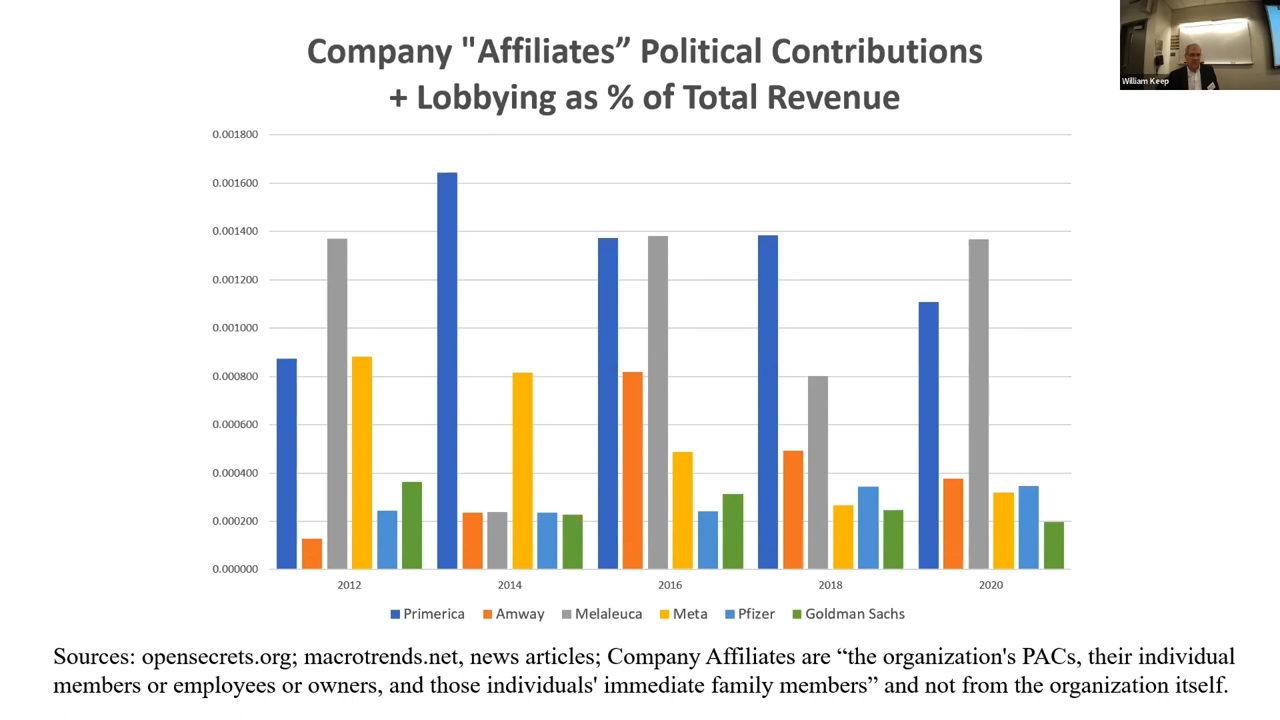 Company "Affiliates” Political Contributions
+ Lobbying as % of Total Revenue
William Keep
0.001800
0.001600
0.001400
0.001200
0.001000
0.000800
0.000600
0.000400
0.000200
0.000000
2012 2014 2016 2018 2020
Primerica Amway Melaleuca Meta Pfizer Goldman Sachs
Sources: opensecrets.org; macrotrends.net, news articles; Company Affiliates are “the organization's PACs, their individual
members or employees or owners, and those individuals' immediate family members” and not from the organization itself.